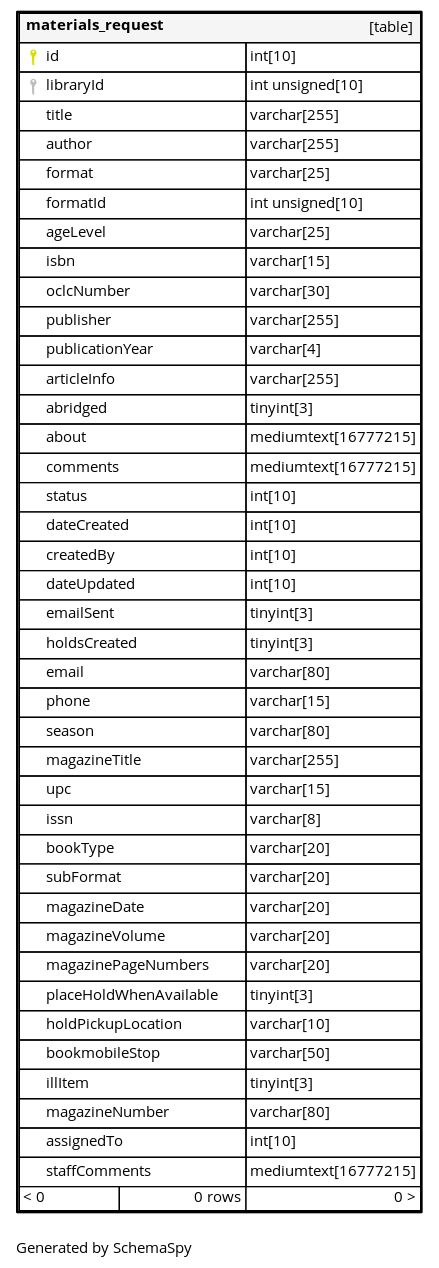 materials_request [table]
id int[10]
libraryId int unsigned[10]
title varchar[255]
author varchar[255]
format varchar[25]
formatId int unsigned[10]
ageLevel varchar[25]
isbn varchar[15]
oclcNumber varchar[30]
publisher varchar[255]
publicationYear varchar[4]
articleInfo varchar[255]
abridged tinyint[3]
about mediumtext[16777215]
comments mediumtext[16777215]
status int[10]
dateCreated int[10]
createdBy int[10]
dateUpdated int[10]
emailSent tinyint[3]
holdsCreated tinyint[3]
email varchar[80]
phone varchar[15]
season varchar[80]
magazineTitle varchar[255]
upc varchar[15]
issn varchar[8]
bookType varchar[20]
subFormat varchar[20]
magazineDate varchar[20]
magazineVolume varchar[20]
magazinePageNumbers varchar[20]
placeHoldWhenAvailable tinyint[3]
holdPickupLocation varchar[10]
bookmobileStop varchar[50]
illItem tinyint[3]
magazineNumber varchar[80]
assignedTo int[10]
staffComments mediumtext[16777215]
< 0 0 rows 0 >
Generated by SchemaSpy